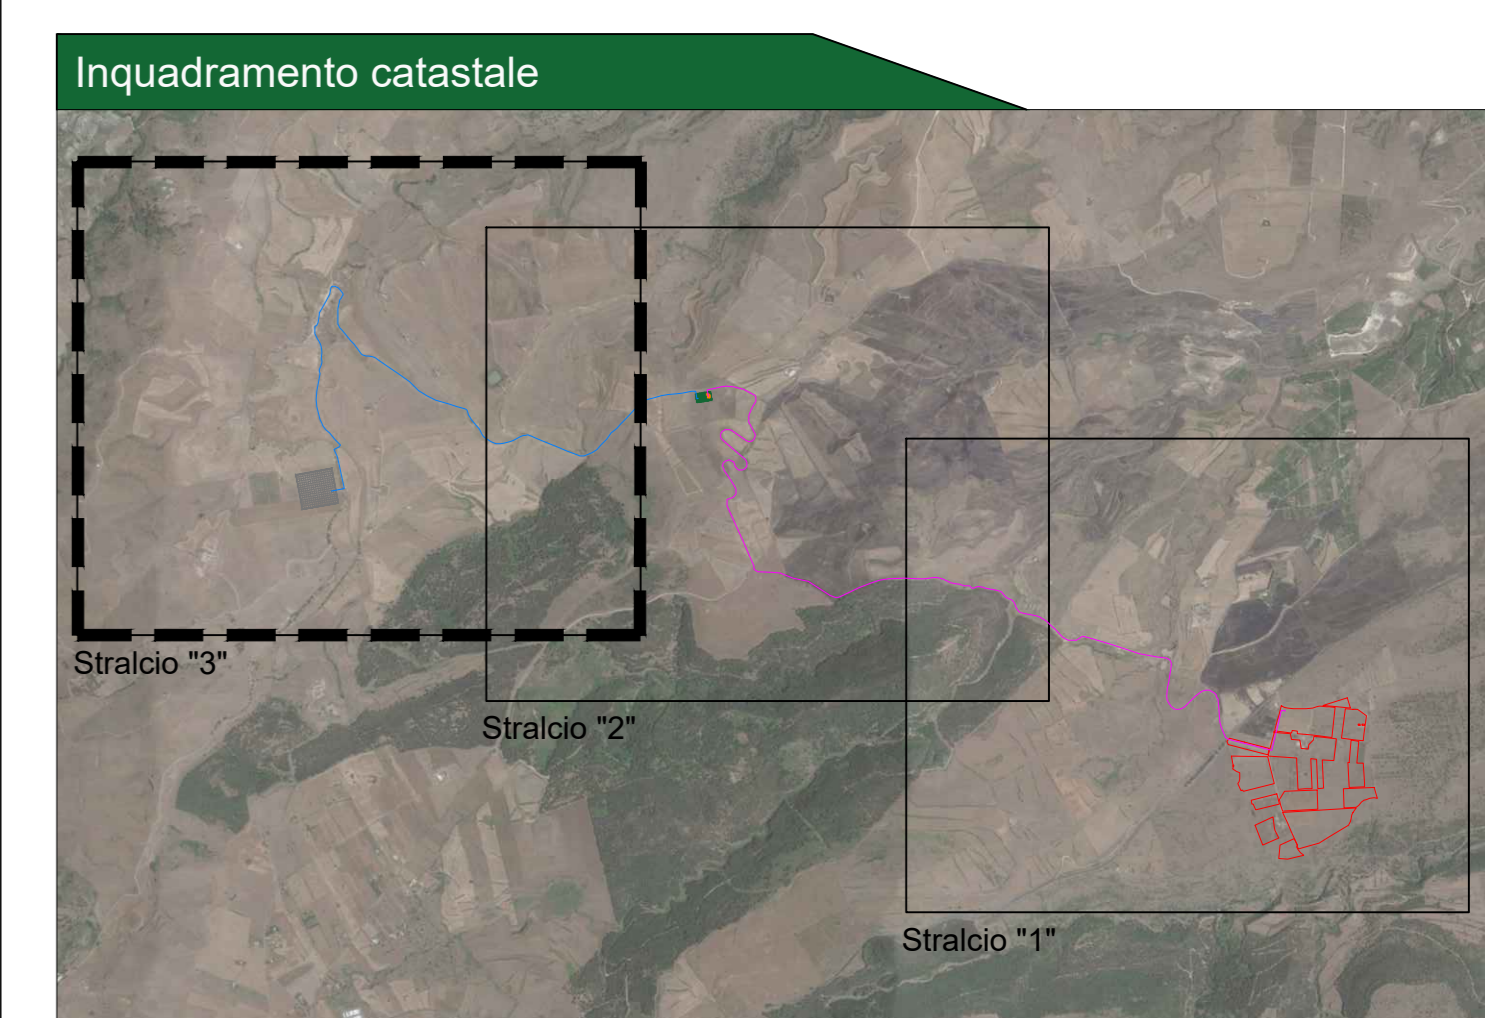 Inquadramento catastale
Stralcio "3"
Stralcio "2"
Stralcio "1"